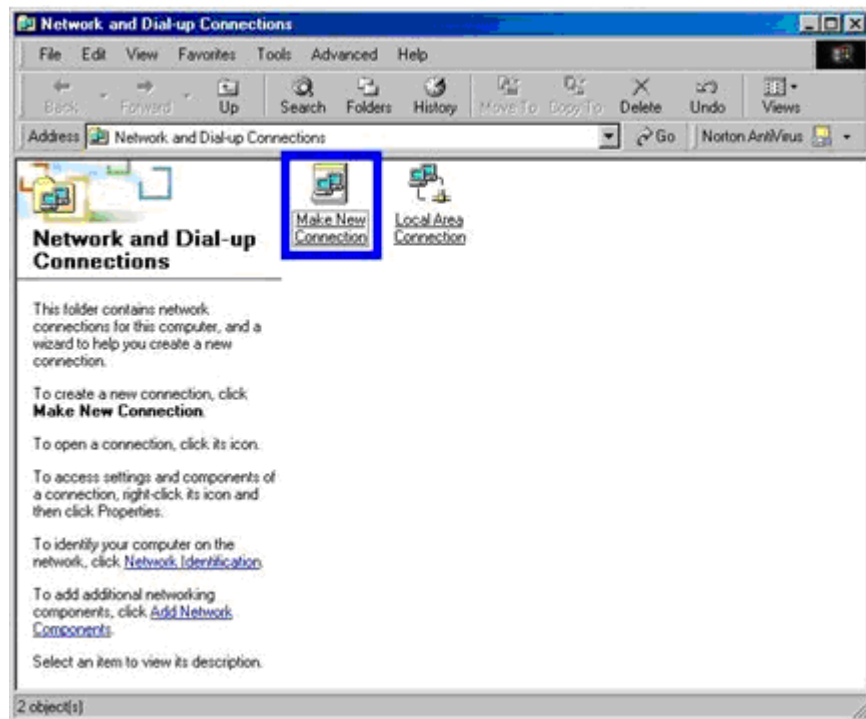 Network and Dial-up Connections
File Edit View Favorites Tools Advanced Help
Back Forward Up Search Folders History Move To Copy To Delete Undo Views
Address Network and Dial-up Connections Go Norton AntiVirus
Make New
Connection
Local Area
Connection
Network and Dial-up
Connections
This folder contains network
connections for this computer, and a
wizard to help you create a new
connection.
To create a new connection, click
Make New Connection.
To open a connection, click its icon.
To access settings and components of
a connection, right-click its icon and
then click Properties.
To identify your computer on the
network, click Network Identification.
To add additional networking
components, click Add Network
Components.
Select an item to view its description.
2 object(s)